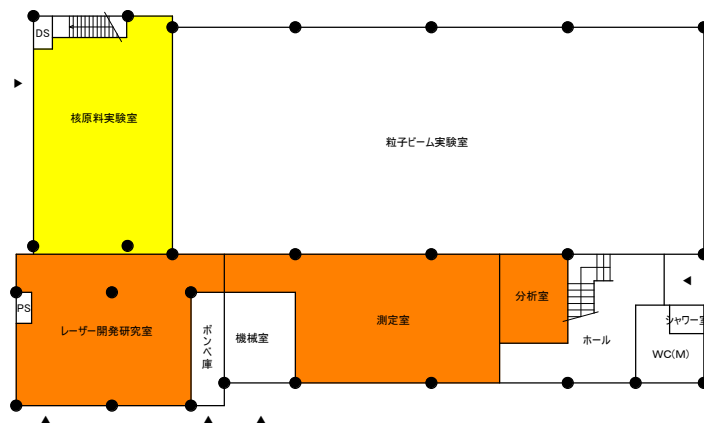 DS
核原料実験室
粒子ビーム実験室
PS
レーザー開発研究室
ボンベ庫
機械室
測定室
分析室
ホール
シャワー室
WC(M)